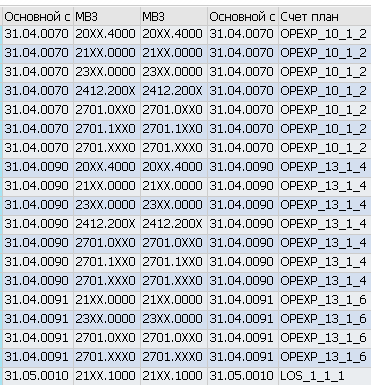 Основной с МВЗ МВЗ Основной с Счет план
31.04.0070 20XX.4000 20XX.4000 31.04.0070 OPEXP_10_1_2
31.04.0070 21XX.0000 21XX.0000 31.04.0070 OPEXP_10_1_2
31.04.0070 23XX.0000 23XX.0000 31.04.0070 OPEXP_10_1_2
31.04.0070 2412.200X 2412.200X 31.04.0070 OPEXP_10_1_2
31.04.0070 2701.0XX0 2701.0XX0 31.04.0070 OPEXP_10_1_2
31.04.0070 2701.1XX0 2701.1XX0 31.04.0070 OPEXP_10_1_2
31.04.0070 2701.XXX0 2701.XXX0 31.04.0070 OPEXP_10_1_2
31.04.0090 20XX.4000 20XX.4000 31.04.0090 OPEXP_13_1_4
31.04.0090 21XX.0000 21XX.0000 31.04.0090 OPEXP_13_1_4
31.04.0090 23XX.0000 23XX.0000 31.04.0090 OPEXP_13_1_4
31.04.0090 2412.200X 2412.200X 31.04.0090 OPEXP_13_1_4
31.04.0090 2701.0XX0 2701.0XX0 31.04.0090 OPEXP_13_1_4
31.04.0090 2701.1XX0 2701.1XX0 31.04.0090 OPEXP_13_1_4
31.04.0090 2701.XXX0 2701.XXX0 31.04.0090 OPEXP_13_1_4
31.04.0091 21XX.0000 21XX.0000 31.04.0091 OPEXP_13_1_6
31.04.0091 23XX.0000 23XX.0000 31.04.0091 OPEXP_13_1_6
31.04.0091 2701.0XX0 2701.0XX0 31.04.0091 OPEXP_13_1_6
31.04.0091 2701.XXX0 2701.XXX0 31.04.0091 OPEXP_13_1_6
31.05.0010 21XX.1000 21XX.1000 31.05.0010 LOS_1_1_1